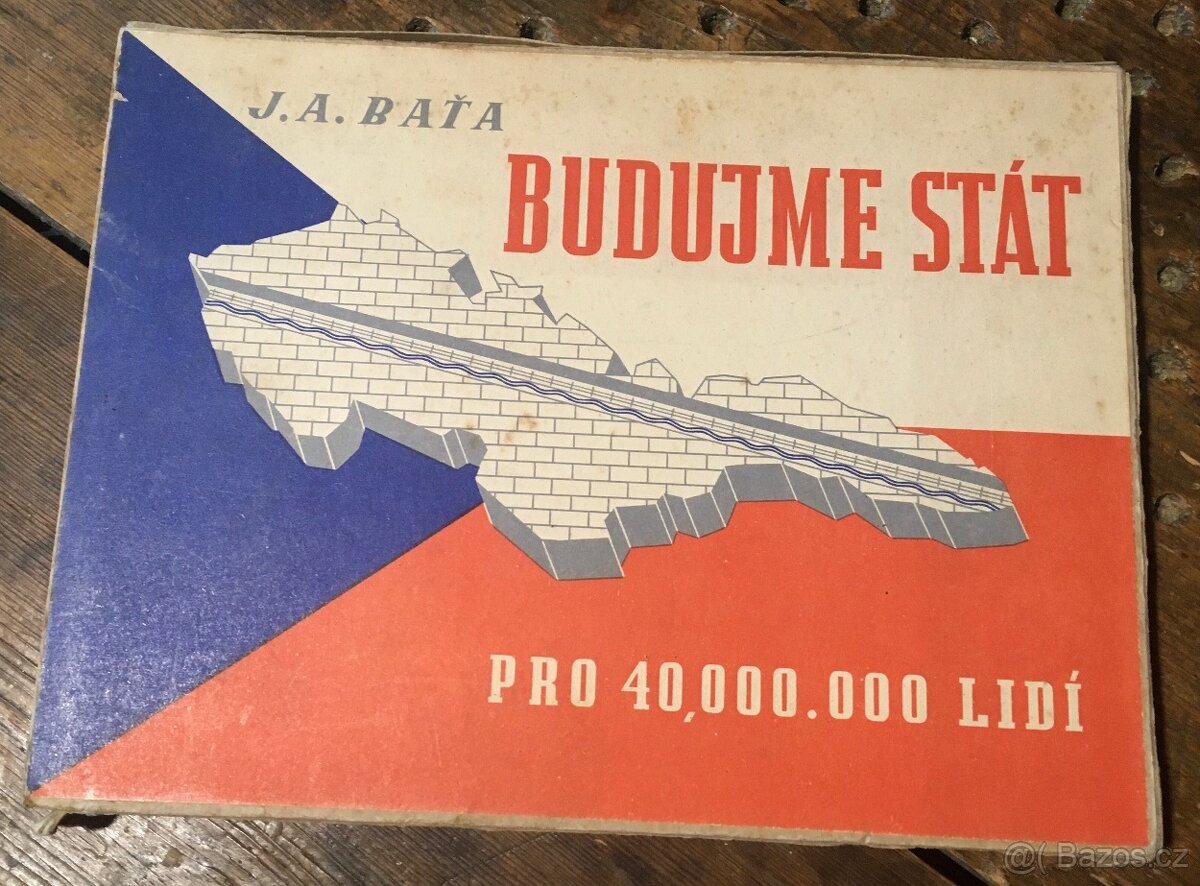 J.A. BAŤA
BUDUJME STÁT
PRO 40,000.000 LIDÍ
@( Bazos.cz